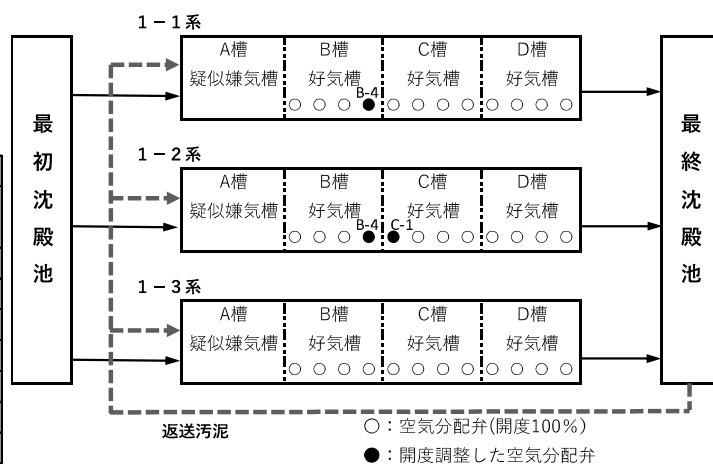 1－1系
A槽 B槽 C槽 D槽
疑似嫌気槽 好気槽 好気槽 好気槽
B-4
最初沈殿池
最終沈殿池
1－2系
A槽 B槽 C槽 D槽
疑似嫌気槽 好気槽 好気槽 好気槽
B-4 C-1
1－3系
A槽 B槽 C槽 D槽
疑似嫌気槽 好気槽 好気槽 好気槽
返送汚泥
○：空気分配弁(開度100%)
●：開度調整した空気分配弁